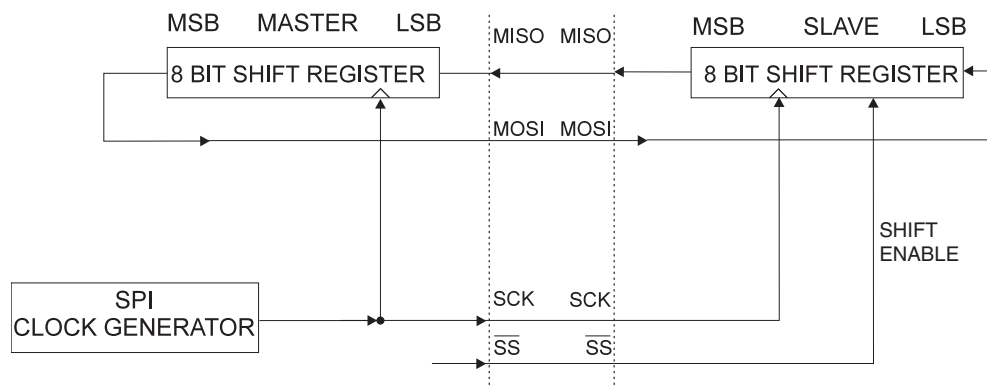 MSB MASTER LSB
MISO MISO
MSB SLAVE LSB
8 BIT SHIFT REGISTER
8 BIT SHIFT REGISTER
MOSI MOSI
SHIFT
ENABLE
SPI
CLOCK GENERATOR
SCK SCK
SS SS